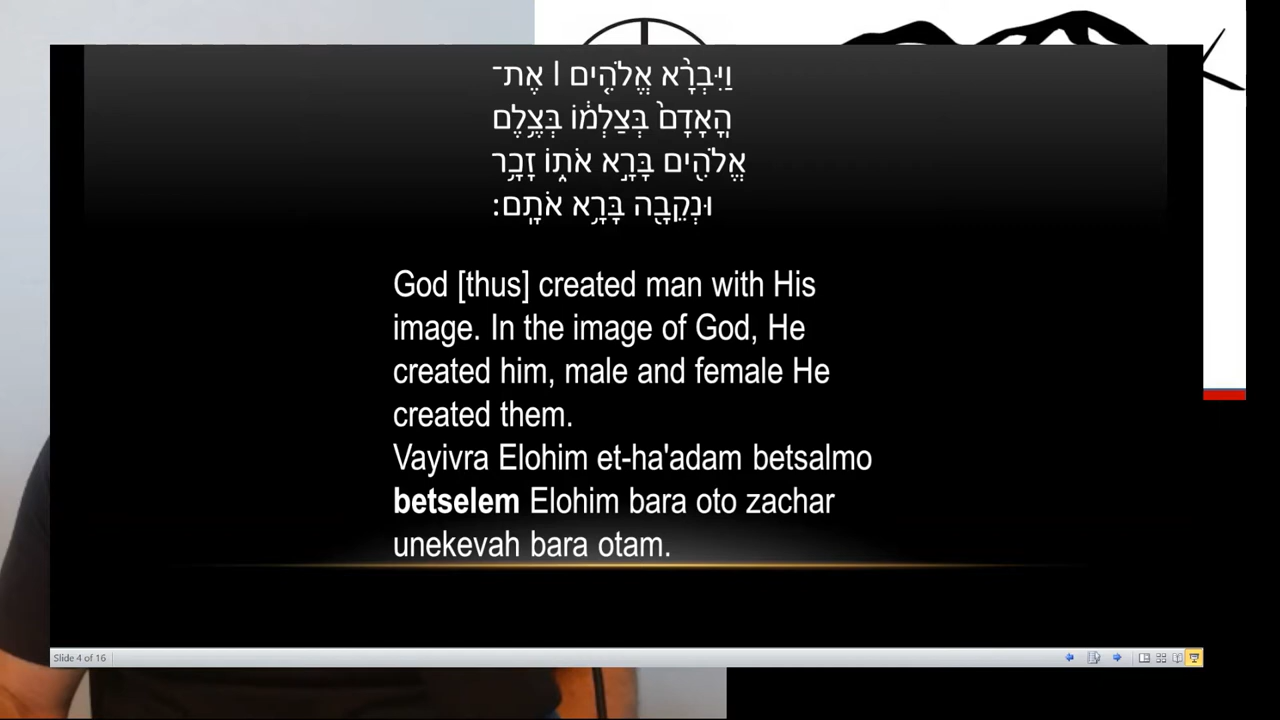 וַיִּבְרָ֨א אֱלֹהִ֤ים ׀ אֶת־
הָֽאָדָם֙ בְּצַלְמ֔וֹ בְּצֶ֥לֶם
אֱלֹהִ֖ים בָּרָ֣א אֹת֑וֹ זָכָ֥ר
וּנְקֵבָ֖ה בָּרָ֥א אֹתָֽם׃
God [thus] created man with His
image. In the image of God, He
created him, male and female He
created them.
Vayivra Elohim et-ha'adam betsalmo
betselem Elohim bara oto zachar
unekevah bara otam.
Slide 4 of 16